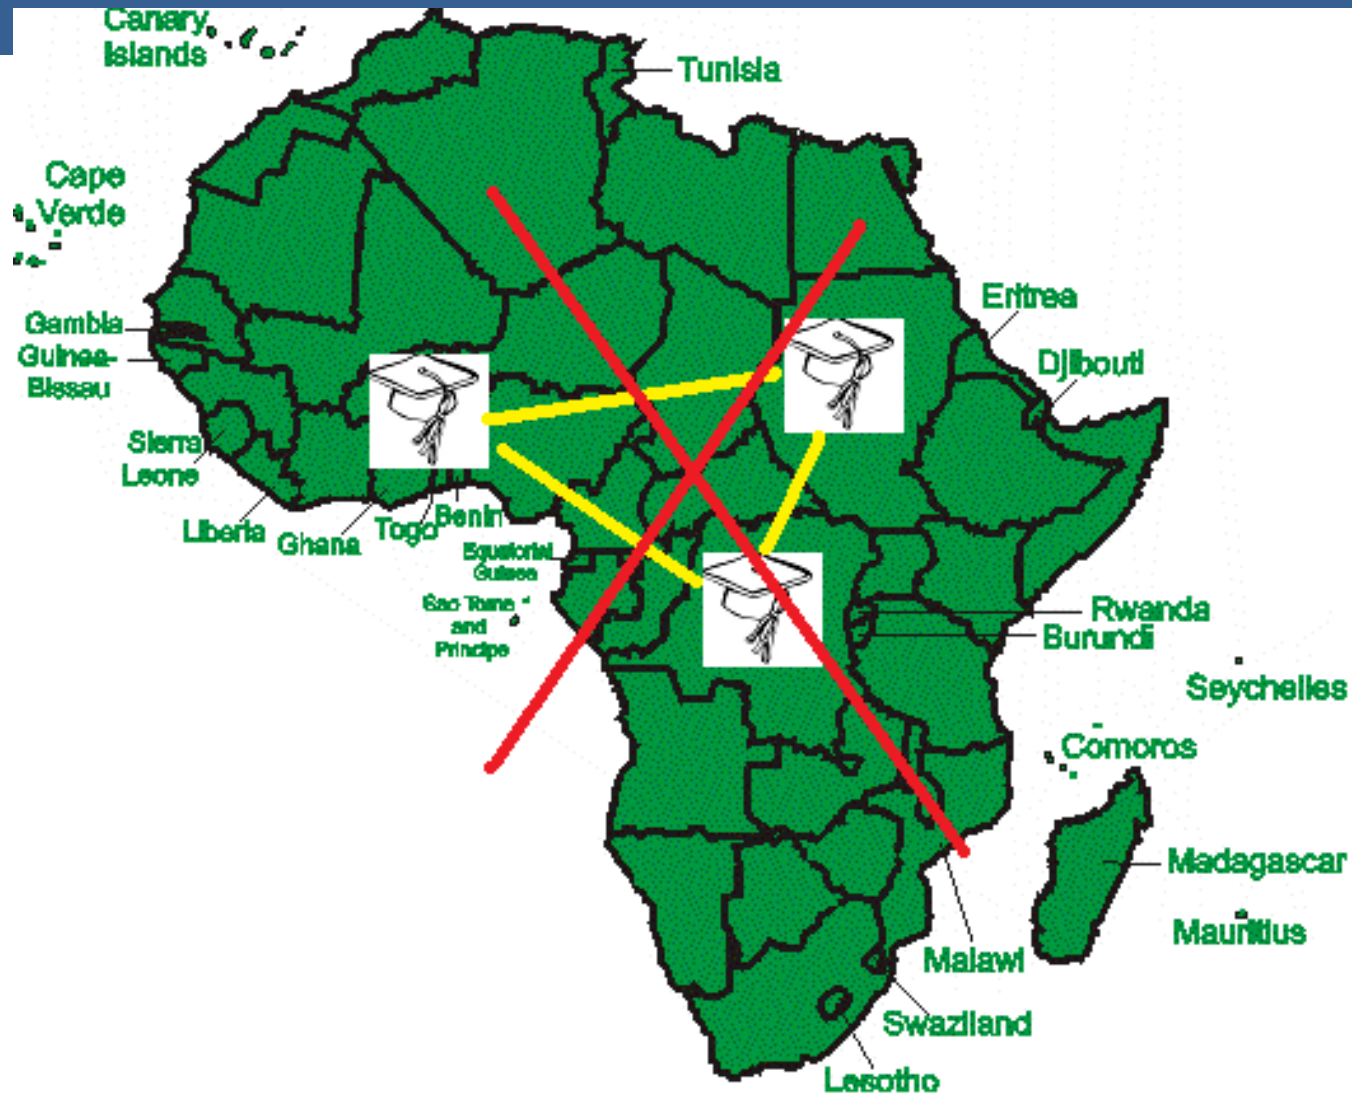 Canary
Islands
Tunisia
Cape
Verde
Eritrea
Gambia
Guinea-
Bissau
Djibouti
Sierra
Leone
Liberia
Ghana
Togo
Benin
Equatorial
Guinea
Sao Tome
and
Principe
Rwanda
Burundi
Seychelles
Comoros
Madagascar
Mauritius
Malawi
Swaziland
Lesotho